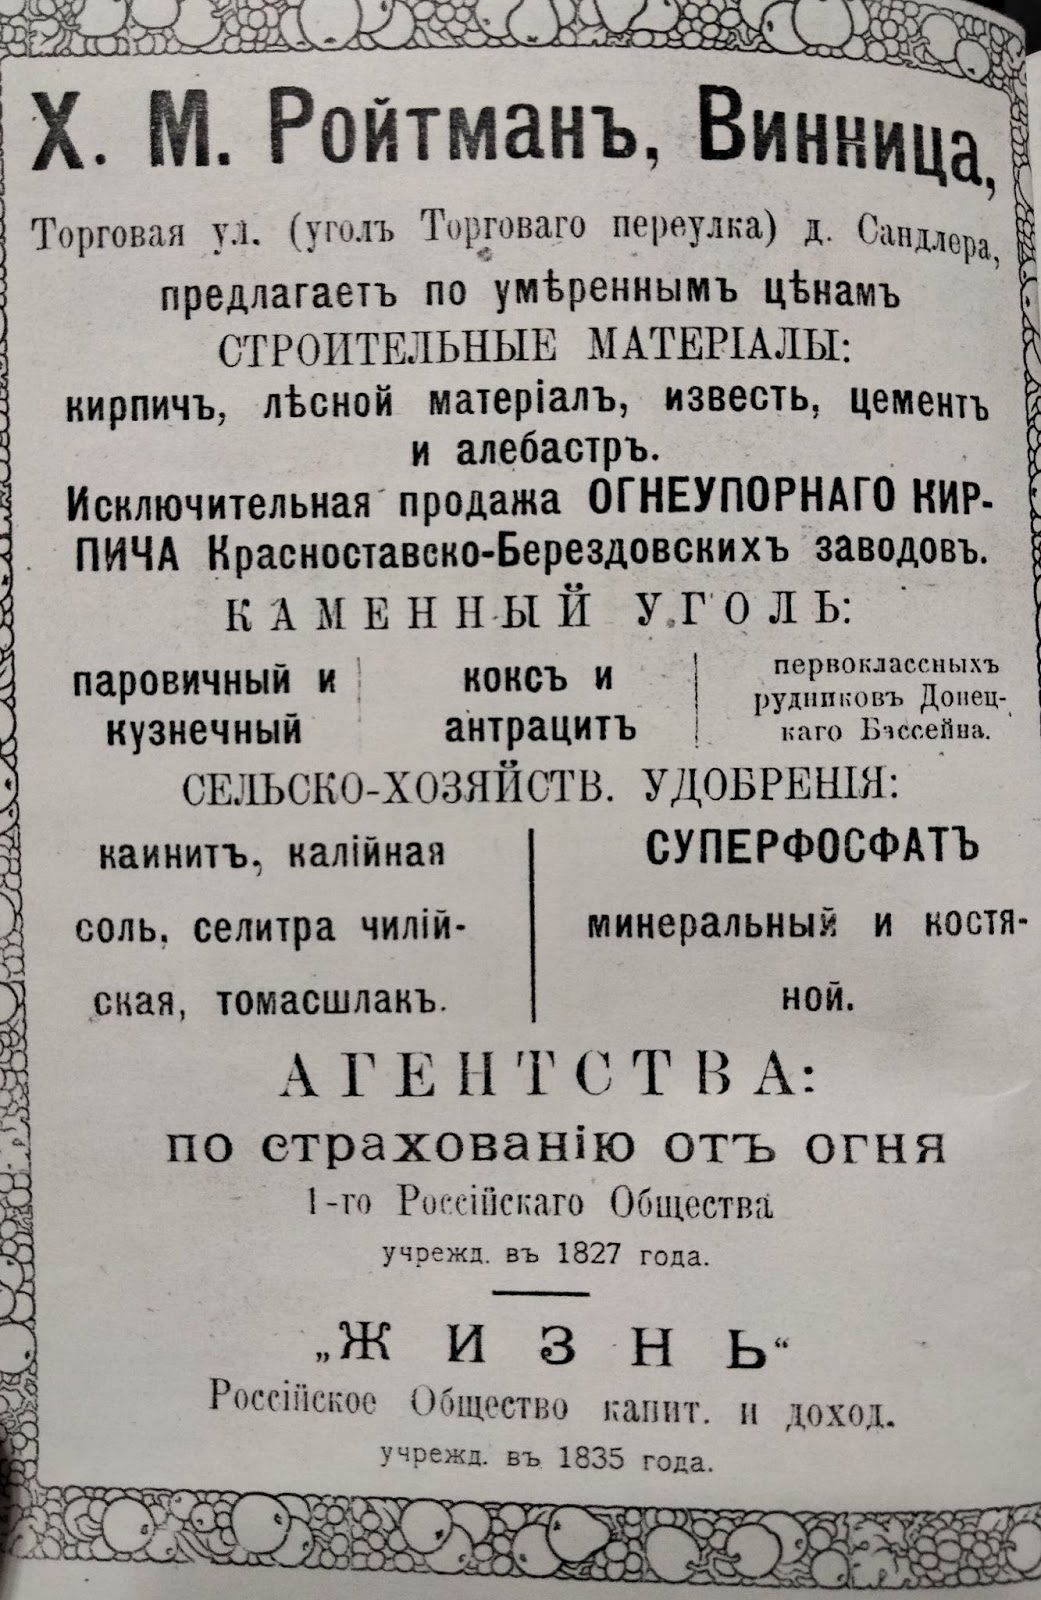 Х. М. Ройтманъ, Винница,
Торговая ул. (уголъ Торговаго переулка) д. Сандлера,
предлагаетъ по умѣреннымъ цѣнамъ
СТРОИТЕЛЬНЫЕ МАТЕРІАЛЫ:
кирпичъ, лѣсной матеріалъ, известь, цементъ
и алебастръ.
Исключительная продажа ОГНЕУПОРНАГО КИР-
ПИЧА Красноставско-Берездовскихъ заводовъ.
КАМЕННЫЙ УГОЛЬ:
паровичный и
кузнечный
коксъ и
антрацитъ
первоклассныхъ
рудниковъ Донец-
каго Бассейна.
СЕЛЬСКО-ХОЗЯЙСТВ. УДОБРЕНІЯ:
каинитъ, калійная
соль, селитра чилій-
ская, томасшлакъ.
СУПЕРФОСФАТЪ
минеральный и костя-
ной.
АГЕНТСТВА:
по страхованію отъ огня
1-го Россійскаго Общества
учрежд. въ 1827 года.
„ЖИЗНЬ“
Россійское Общество капит. и доход.
учрежд. въ 1835 года.